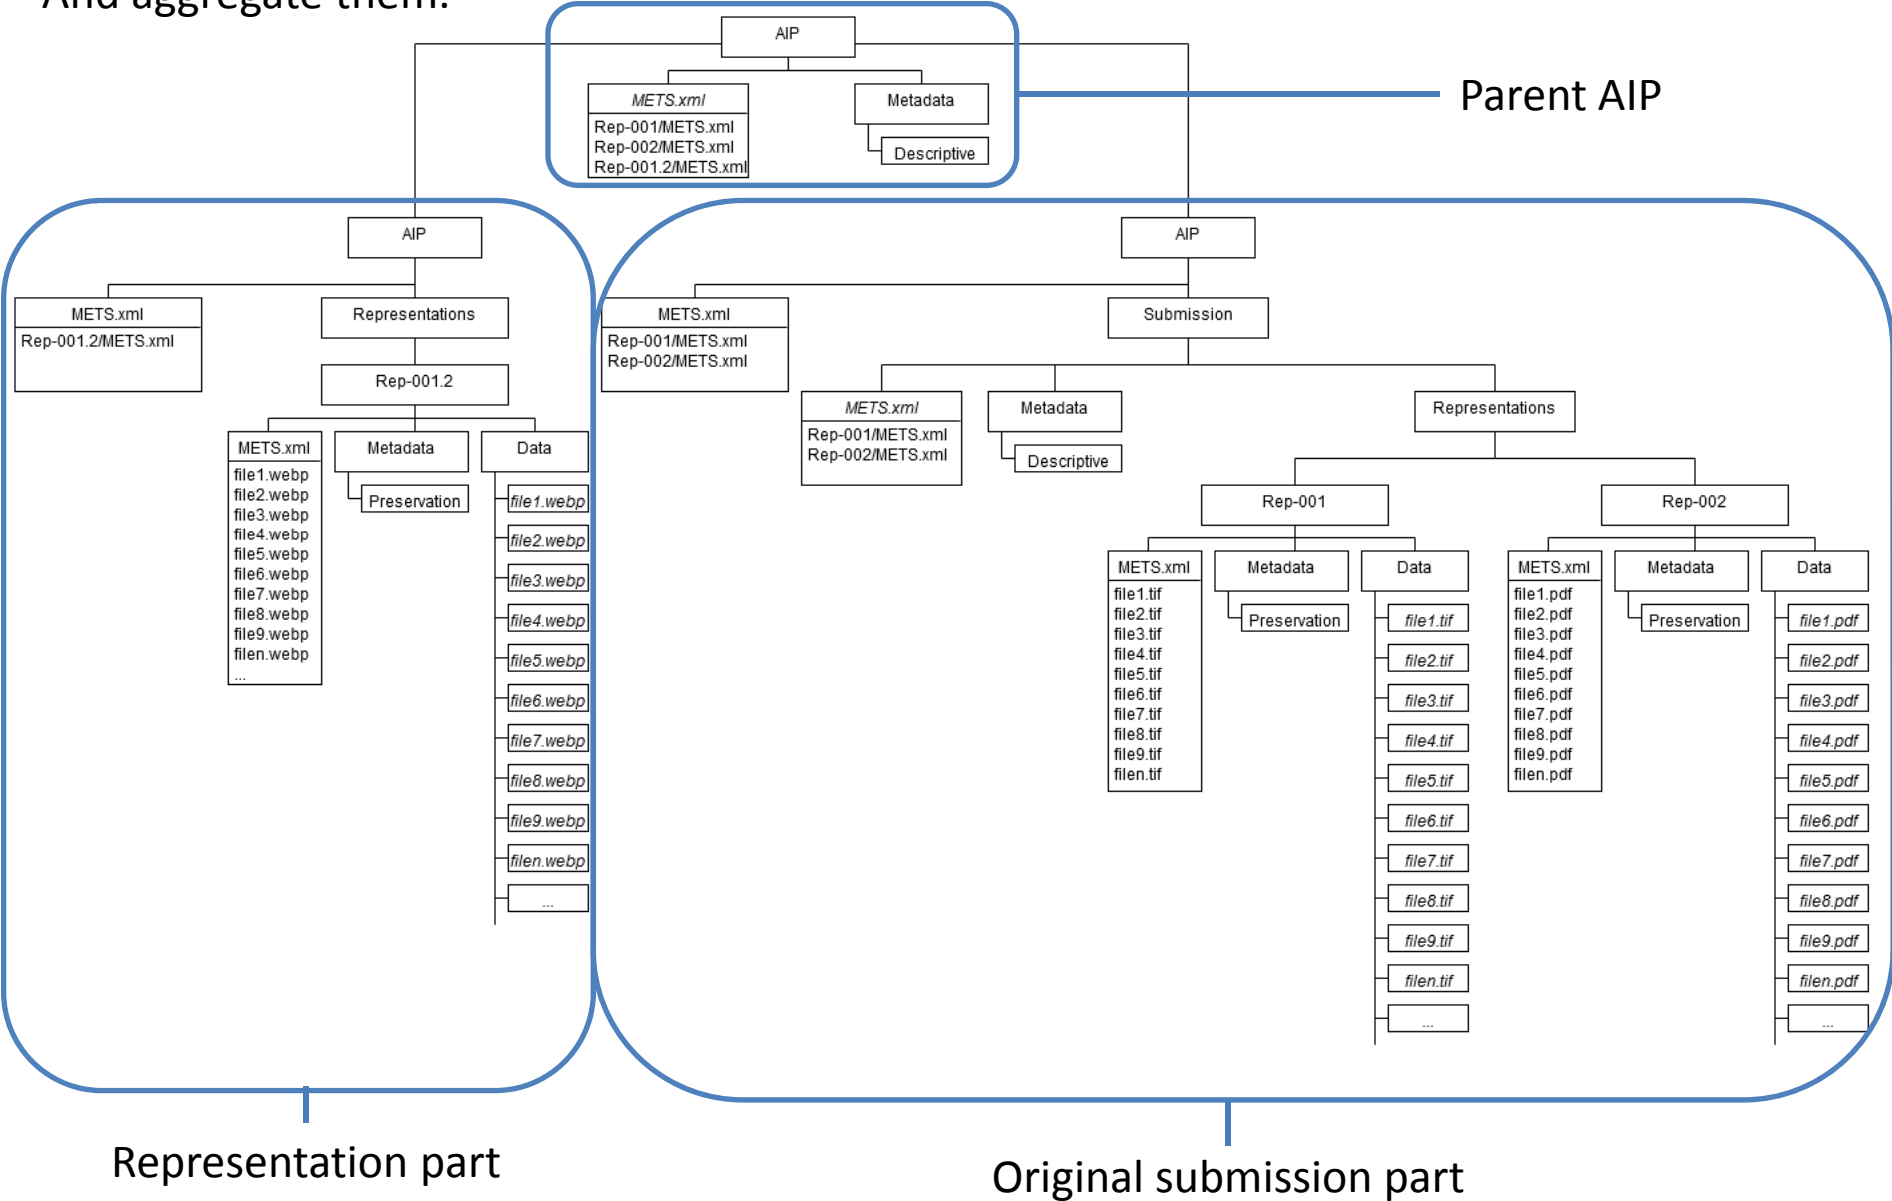 And aggregate them.
AIP
METS.xml
Rep-001/METS.xml
Rep-002/METS.xml
Rep-001.2/METS.xml
Metadata
Descriptive
Parent AIP
AIP
METS.xml
Rep-001.2/METS.xml
Representations
Rep-001.2
METS.xml
file1.webp
file2.webp
file3.webp
file4.webp
file5.webp
file6.webp
file7.webp
file8.webp
file9.webp
filen.webp
...
Metadata
Preservation
Data
file1.webp
file2.webp
file3.webp
file4.webp
file5.webp
file6.webp
file7.webp
file8.webp
file9.webp
filen.webp
...
Representation part
AIP
METS.xml
Rep-001/METS.xml
Rep-002/METS.xml
Submission
METS.xml
Rep-001/METS.xml
Rep-002/METS.xml
Metadata
Descriptive
Representations
Rep-001
METS.xml
file1.tif
file2.tif
file3.tif
file4.tif
file5.tif
file6.tif
file7.tif
file8.tif
file9.tif
filen.tif
Metadata
Preservation
Data
file1.tif
file2.tif
file3.tif
file4.tif
file5.tif
file6.tif
file7.tif
file8.tif
file9.tif
filen.tif
...
Rep-002
METS.xml
file1.pdf
file2.pdf
file3.pdf
file4.pdf
file5.pdf
file6.pdf
file7.pdf
file8.pdf
file9.pdf
filen.pdf
Metadata
Preservation
Data
file1.pdf
file2.pdf
file3.pdf
file4.pdf
file5.pdf
file6.pdf
file7.pdf
file8.pdf
file9.pdf
filen.pdf
...
Original submission part